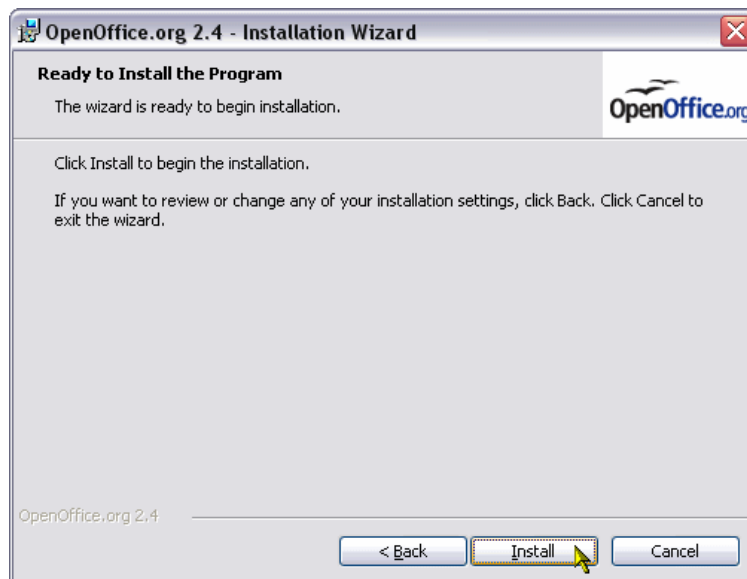 OpenOffice.org 2.4 - Installation Wizard
Ready to Install the Program
The wizard is ready to begin installation.
OpenOffice.org
Click Install to begin the installation.
If you want to review or change any of your installation settings, click Back. Click Cancel to
exit the wizard.
OpenOffice.org 2.4
< Back
Install
Cancel